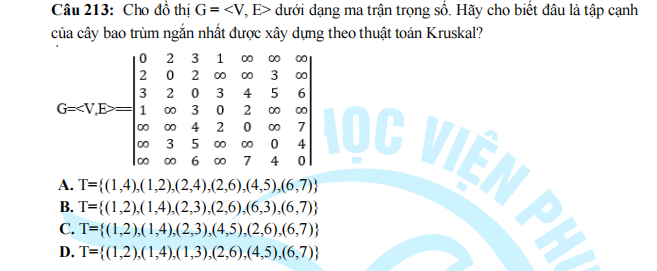 Câu 213: Cho đồ thị G = <V, E> dưới dạng ma trận trọng số. Hãy cho biết đâu là tập cạnh
của cây bao trùm ngắn nhất được xây dựng theo thuật toán Kruskal?
0 2 3 1 ∞ ∞ ∞
2 0 2 ∞ ∞ 3 ∞
3 2 0 3 4 5 6
G=<V,E>= 1 ∞ 3 0 2 ∞ ∞
∞ ∞ 4 2 0 ∞ 7
∞ 3 5 ∞ ∞ 0 4
∞ ∞ 6 ∞ 7 4 0
HỌC VIỆN PHỤ
A. T={(1,4),(1,2),(2,4),(2,6),(4,5),(6,7)}
B. T={(1,2),(1,4),(2,3),(2,6),(6,3),(6,7)}
C. T={(1,2),(1,4),(2,3),(4,5),(2,6),(6,7)}
D. T={(1,2),(1,4),(1,3),(2,6),(4,5),(6,7)}